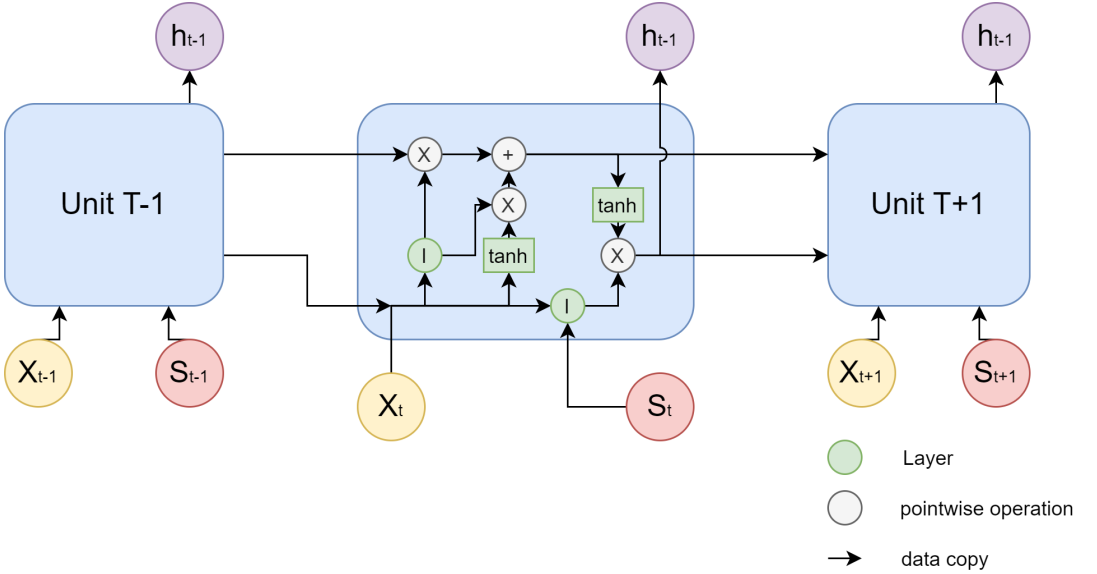 ht-1
ht-1
ht-1
Unit T-1
X
+
X
tanh
I
tanh
X
I
Unit T+1
Xt-1
St-1
Xt
St
Xt+1
St+1
Layer
pointwise operation
data copy